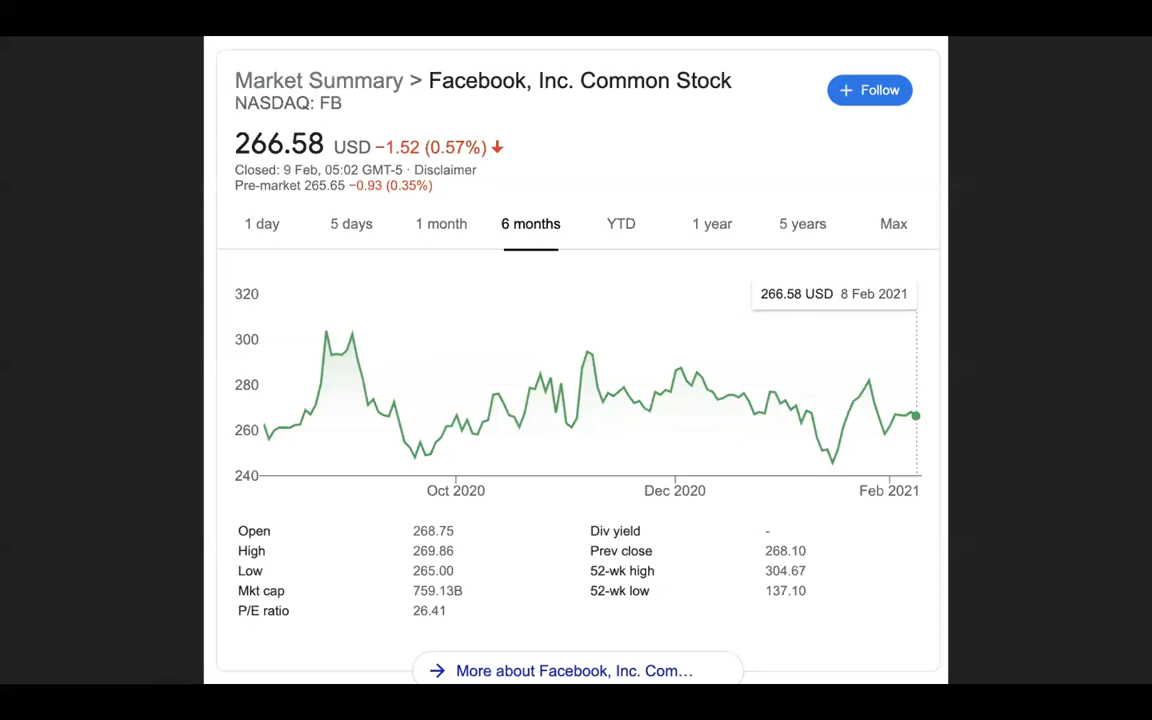 Market Summary > Facebook, Inc. Common Stock
NASDAQ: FB
+ Follow
266.58 USD −1.52 (0.57%) ↓
Closed: 9 Feb, 05:02 GMT-5 · Disclaimer
Pre-market 265.65 −0.93 (0.35%)
1 day 5 days 1 month 6 months YTD 1 year 5 years Max
266.58 USD 8 Feb 2021
320
300
280
260
240
Oct 2020 Dec 2020 Feb 2021
Open 268.75 Div yield -
High 269.86 Prev close 268.10
Low 265.00 52-wk high 304.67
Mkt cap 759.13B 52-wk low 137.10
P/E ratio 26.41
→ More about Facebook, Inc. Com...